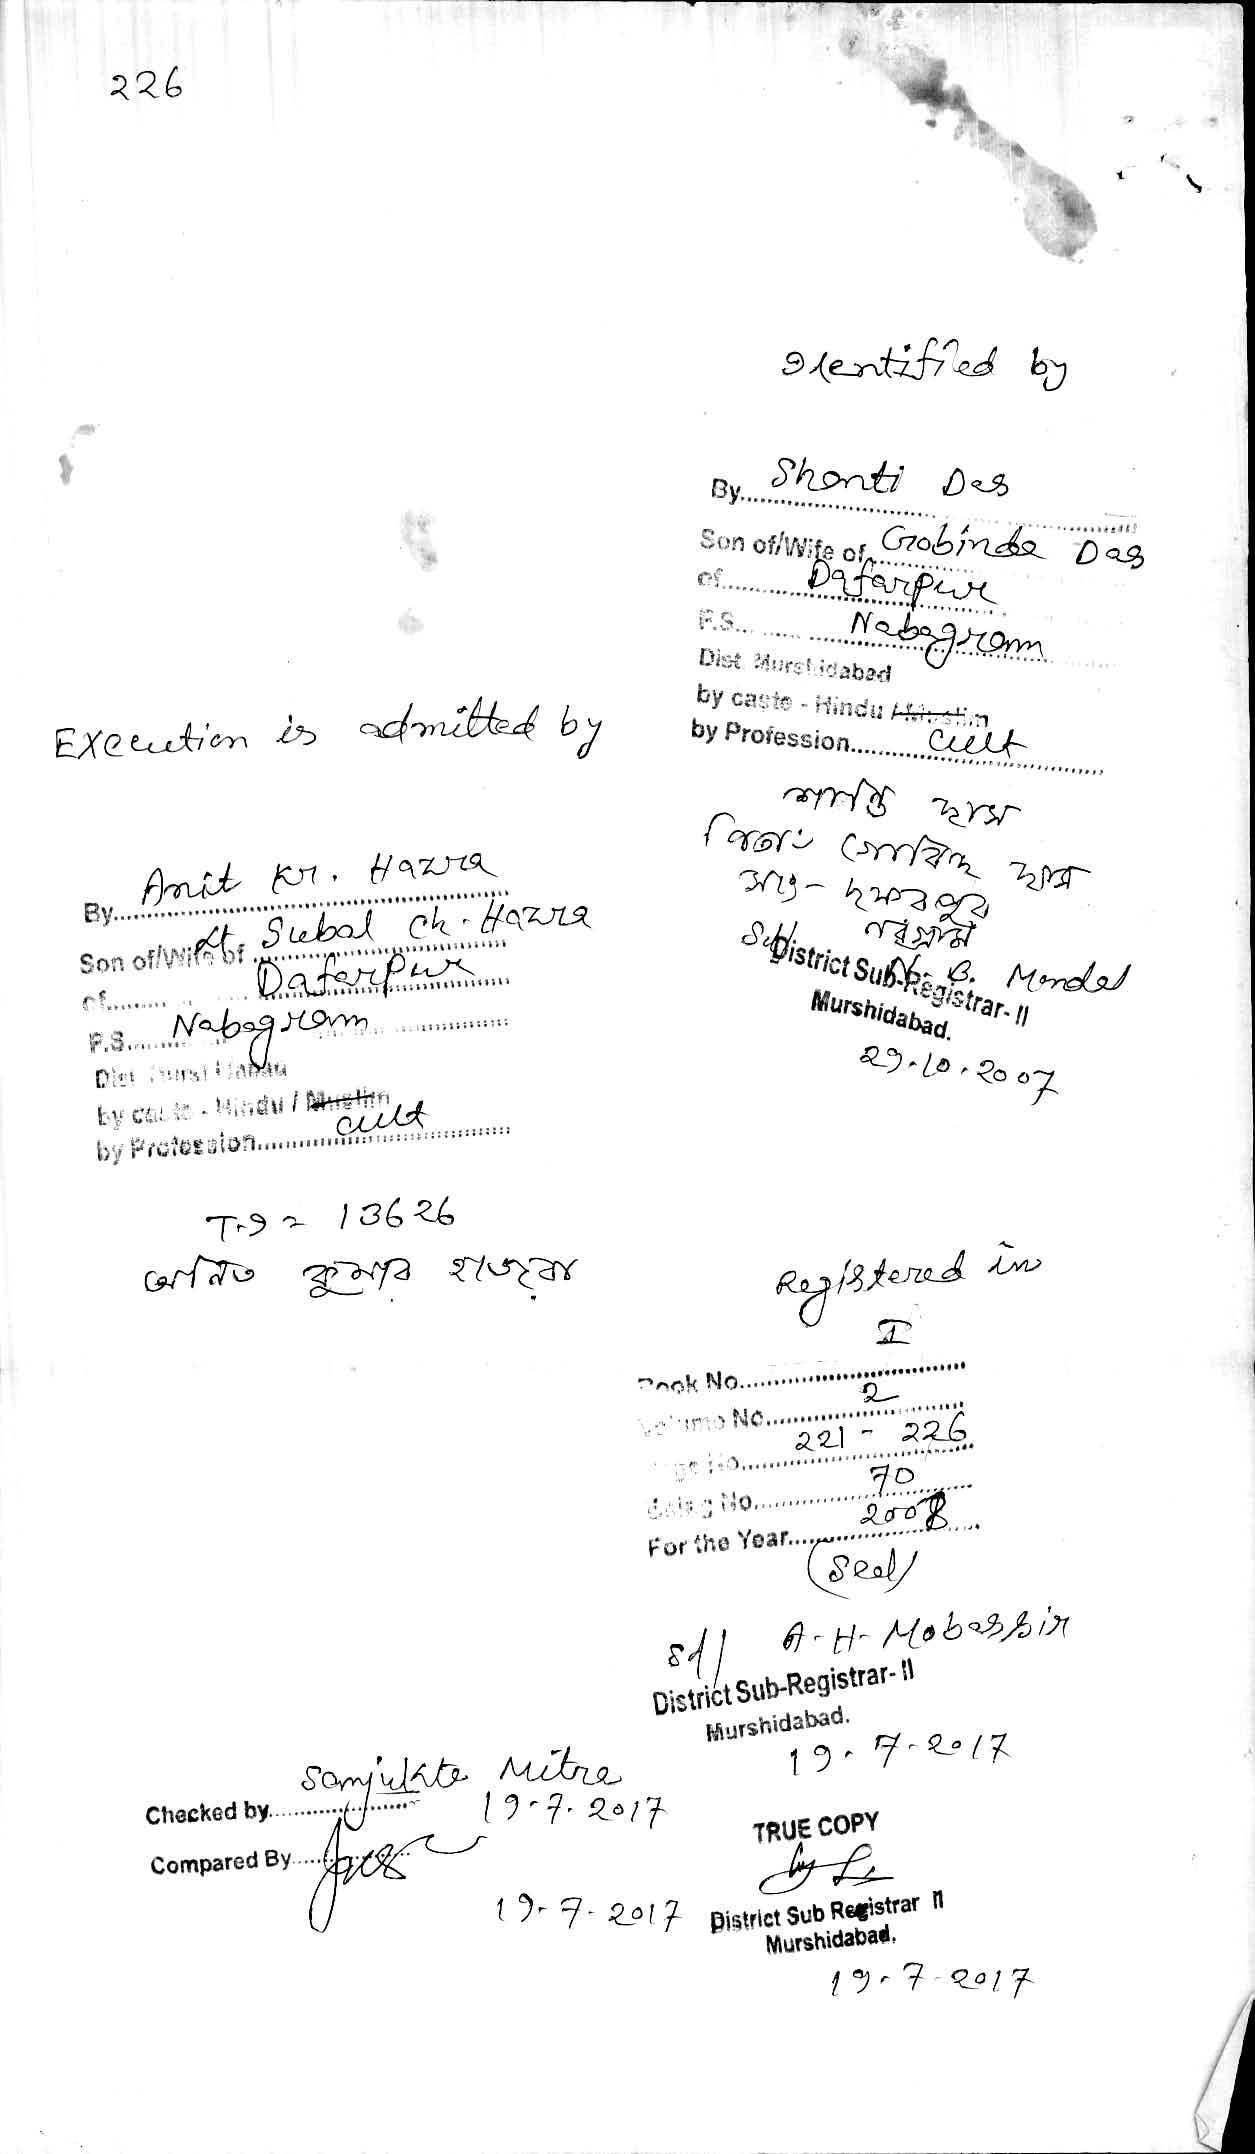 226
Identified by
By Shanti Das
Son of/Wife of Gobinda Das
of Dafarpur
P.S. Nabagram
Dist. Murshidabad
by caste - Hindu / Muslim
by Profession cult
শান্তি দাস
পিতা: গোবিন্দ দাস
সাং- দফরপুর
নবগ্রাম
Sd/ N. B. Mondal
District Sub-Registrar- II
Murshidabad.
29.10.2007
Execution is admitted by
By Anit Kr. Hazra
Son of/Wife of Lt Subal Ch. Hazra
of Dafarpur
P.S. Nabagram
Dist. Murshidabad
by caste - Hindu / Muslim
by Profession cult
T.I = 13626
অনিত কুমার হাজরা
Registered in
Book No. I
Volume No. 2
Page No. 221 - 226
Being No. 70
For the Year 2008
(Seal)
Sd/ A. H. Mobassir
District Sub-Registrar- II
Murshidabad.
19.7.2017
Checked by Sanjukta Mitra
19.7.2017
Compared By
19.7.2017
TRUE COPY
District Sub Registrar II
Murshidabad.
19.7.2017